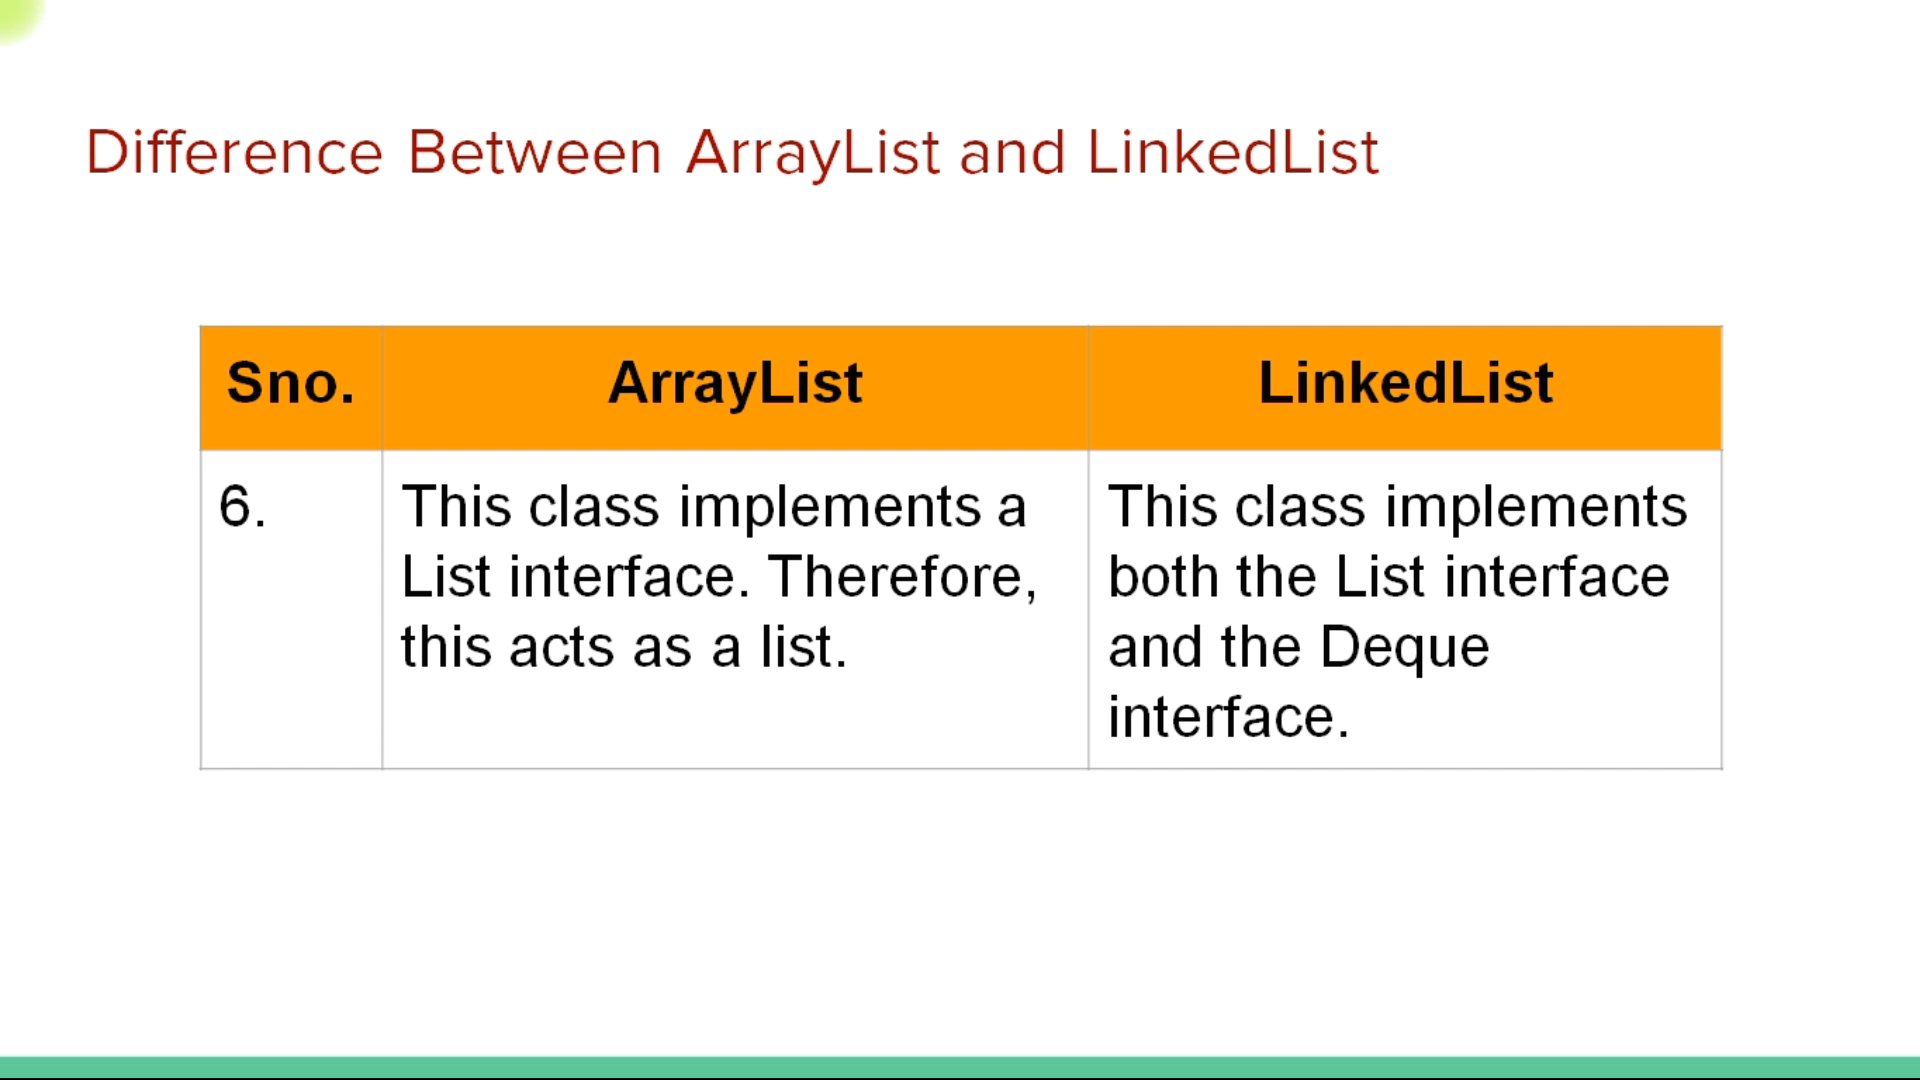 Difference Between ArrayList and LinkedList
Sno. ArrayList LinkedList
6.
This class implements a
List interface. Therefore,
this acts as a list.
This class implements
both the List interface
and the Deque
interface.